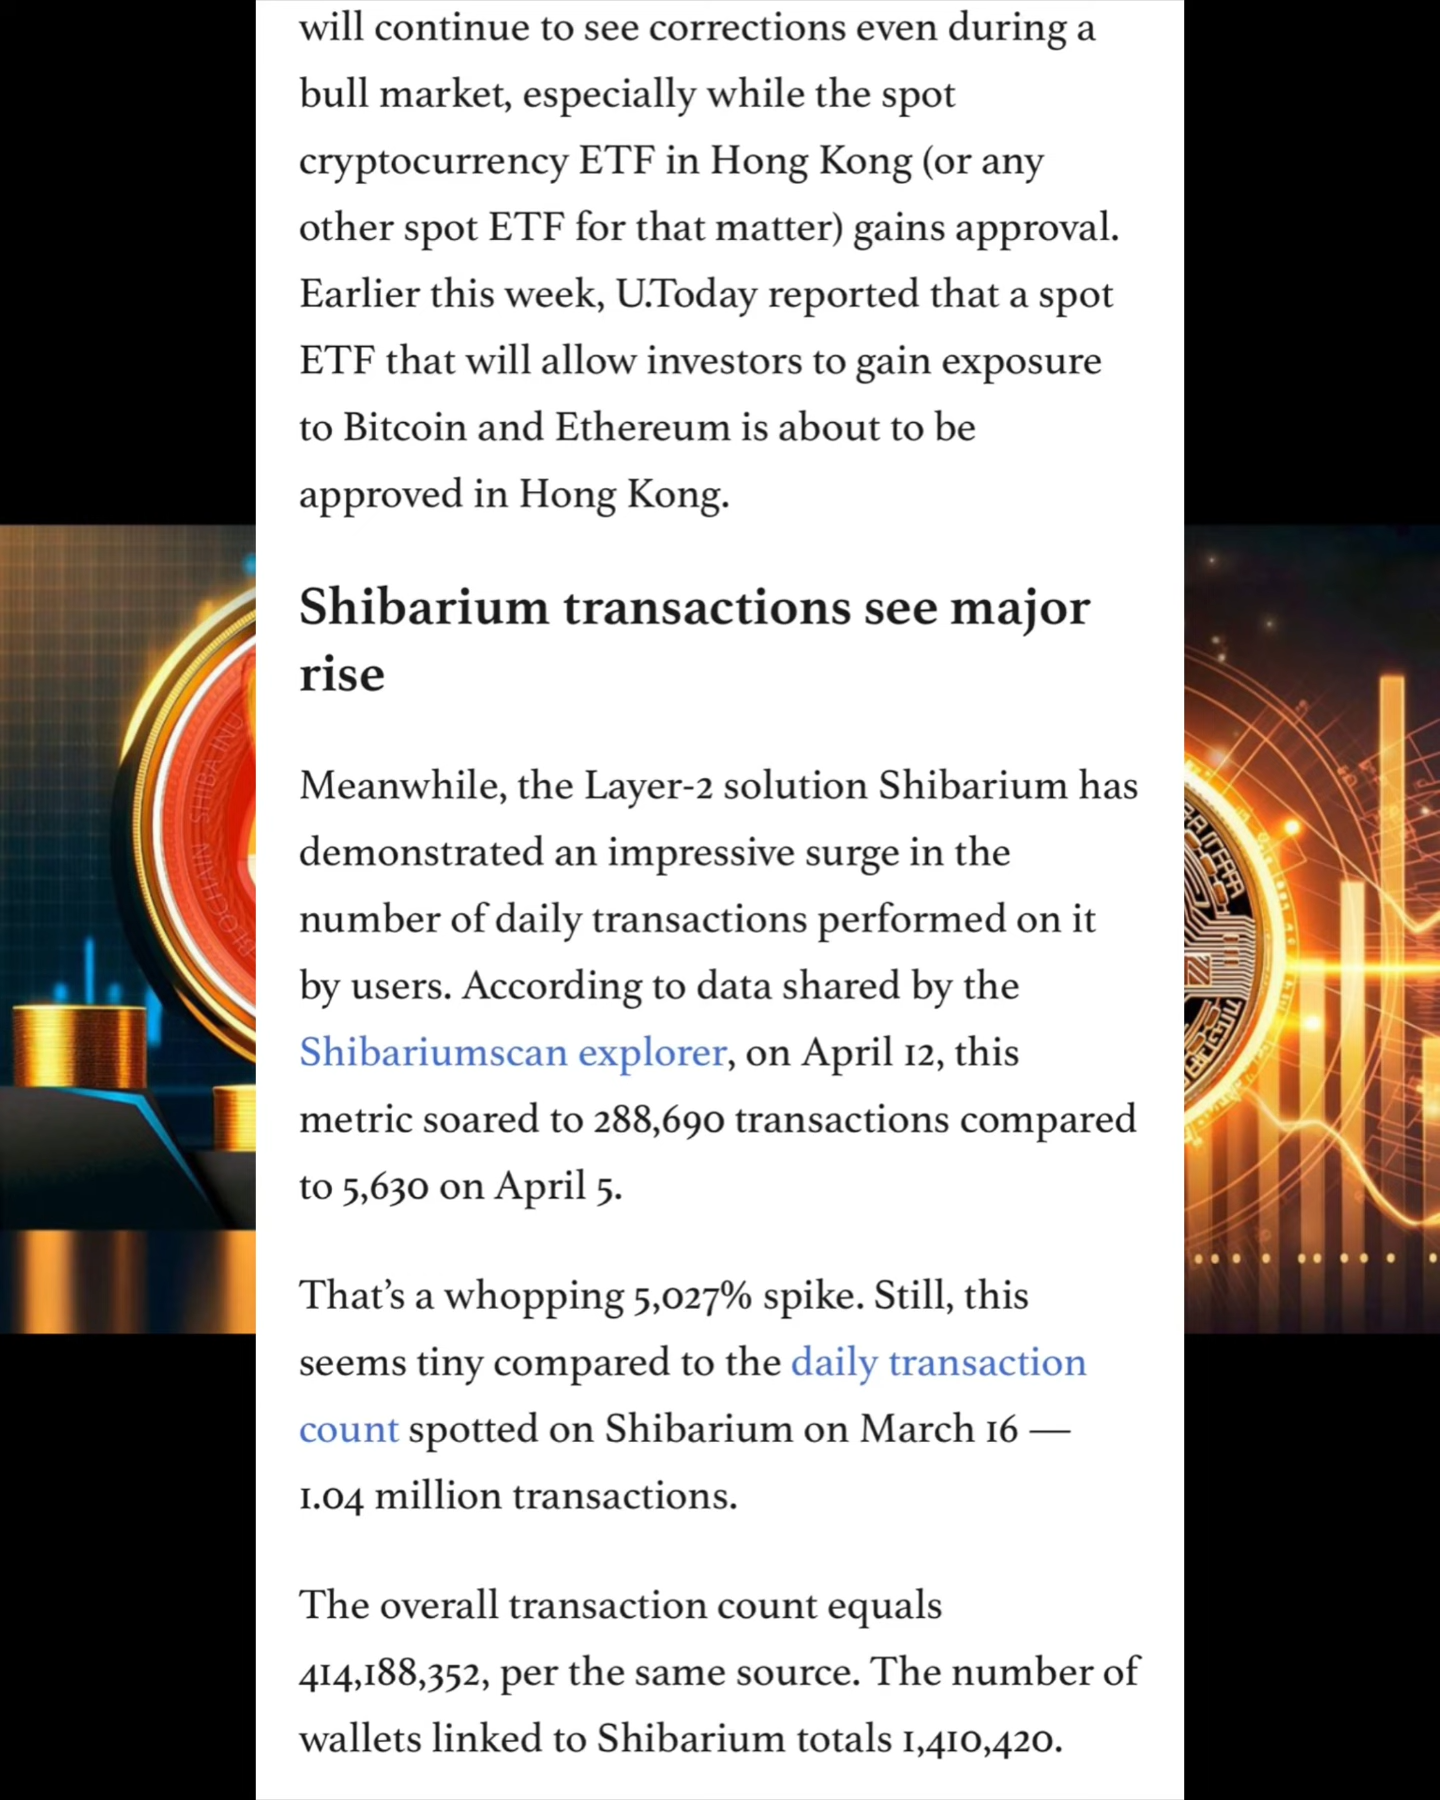 will continue to see corrections even during a
bull market, especially while the spot
cryptocurrency ETF in Hong Kong (or any
other spot ETF for that matter) gains approval.
Earlier this week, U.Today reported that a spot
ETF that will allow investors to gain exposure
to Bitcoin and Ethereum is about to be
approved in Hong Kong.
Shibarium transactions see major
rise
Meanwhile, the Layer-2 solution Shibarium has
demonstrated an impressive surge in the
number of daily transactions performed on it
by users. According to data shared by the
Shibariumscan explorer, on April 12, this
metric soared to 288,690 transactions compared
to 5,630 on April 5.
That’s a whopping 5,027% spike. Still, this
seems tiny compared to the daily transaction
count spotted on Shibarium on March 16 —
1.04 million transactions.
The overall transaction count equals
414,188,352, per the same source. The number of
wallets linked to Shibarium totals 1,410,420.
SHIBA INU